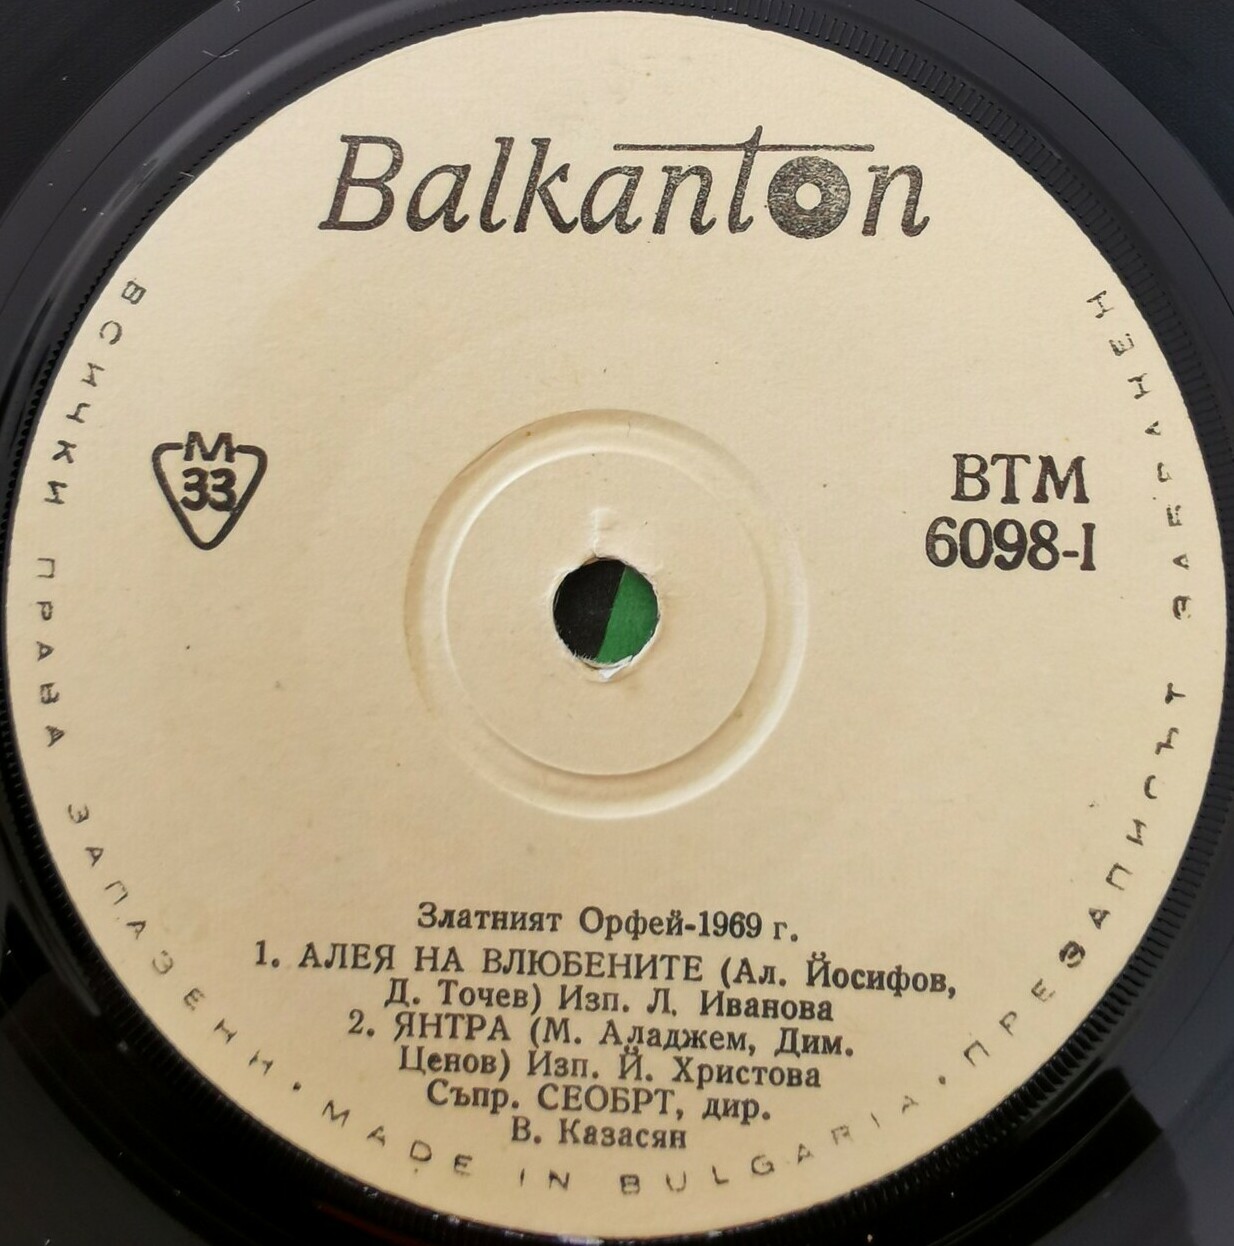 Balkanton
М
33
ВТМ
6098-I
Златният Орфей-1969 г.
1. АЛЕЯ НА ВЛЮБЕНИТЕ (Ал. Йосифов,
Д. Точев) Изп. Л. Иванова
2. ЯНТРА (М. Аладжем, Дим.
Ценов) Изп. Й. Христова
Съпр. СЕОБРТ, дир.
В. Казасян
ВСИЧКИ ПРАВА ЗАПАЗЕНИ • MADE IN BULGARIA • ПРЕЗАПИСЪТ ЗАБРАНЕН